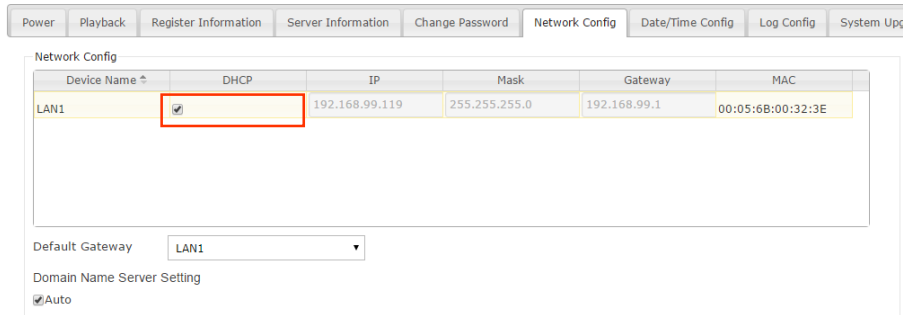 Power Playback Register Information Server Information Change Password Network Config Date/Time Config Log Config System Upg
Network Config
Device Name DHCP IP Mask Gateway MAC
LAN1 192.168.99.119 255.255.255.0 192.168.99.1 00:05:6B:00:32:3E
Default Gateway LAN1
Domain Name Server Setting
Auto